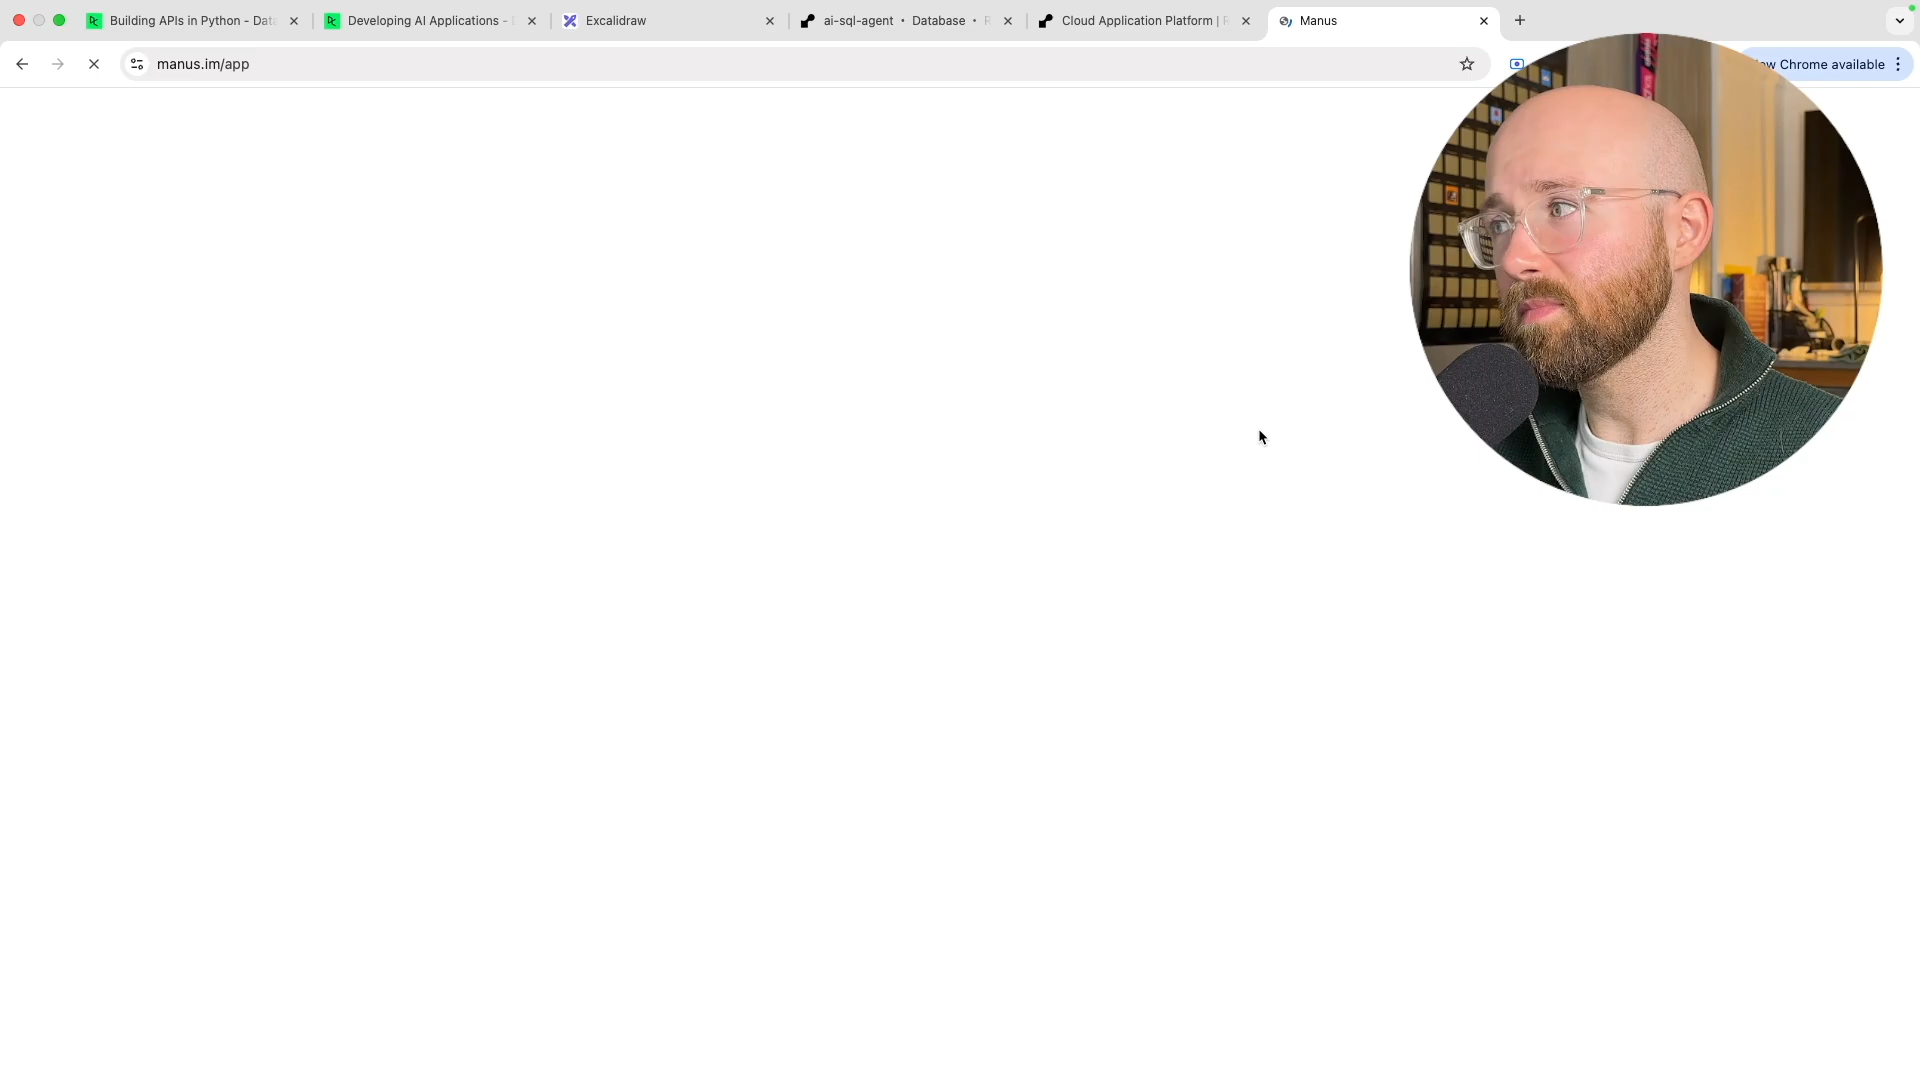 Building APIs in Python - Data
Developing AI Applications -
Excalidraw
ai-sql-agent • Database •
Cloud Application Platform |
Manus
manus.im/app
Chrome available